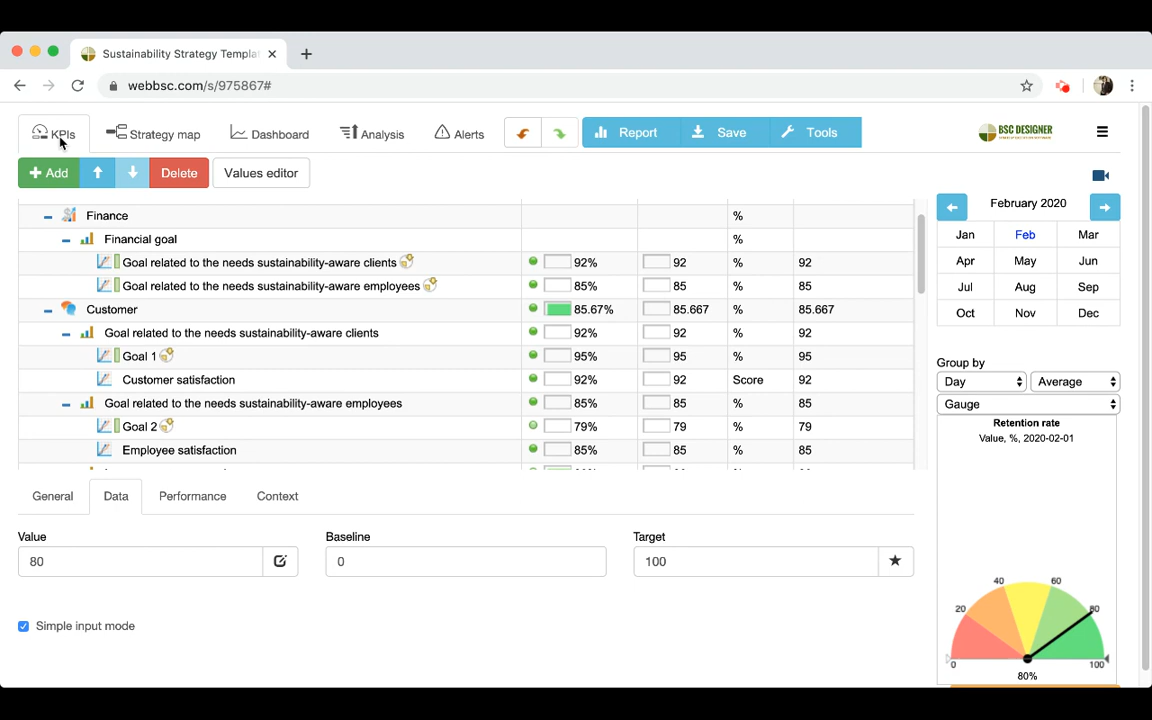 Sustainability Strategy Templa
webbsc.com/s/975867#
KPIs
Strategy map
Dashboard
Analysis
Alerts
Report
Save
Tools
BSC DESIGNER
Add
Delete
Values editor
Finance %
Financial goal %
Goal related to the needs sustainability-aware clients 92% 92 % 92
Goal related to the needs sustainability-aware employees 85% 85 % 85
Customer 85.67% 85.667 % 85.667
Goal related to the needs sustainability-aware clients 92% 92 % 92
Goal 1 95% 95 % 95
Customer satisfaction 92% 92 Score 92
Goal related to the needs sustainability-aware employees 85% 85 % 85
Goal 2 79% 79 % 79
Employee satisfaction 85% 85 % 85
General
Data
Performance
Context
Value
80
Baseline
0
Target
100
Simple input mode
February 2020
Jan Feb Mar
Apr May Jun
Jul Aug Sep
Oct Nov Dec
Group by
Day
Average
Gauge
Retention rate
Value, %, 2020-02-01
0
20
40
60
80
100
80%